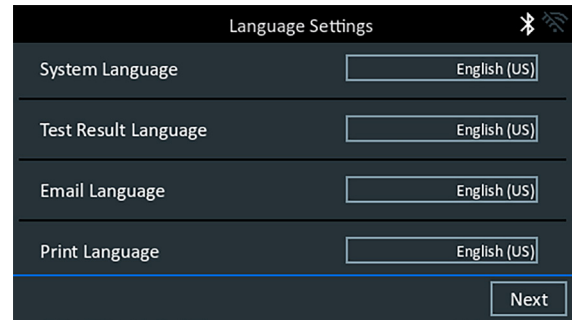 Language Settings
System Language English (US)
Test Result Language English (US)
Email Language English (US)
Print Language English (US)
Next